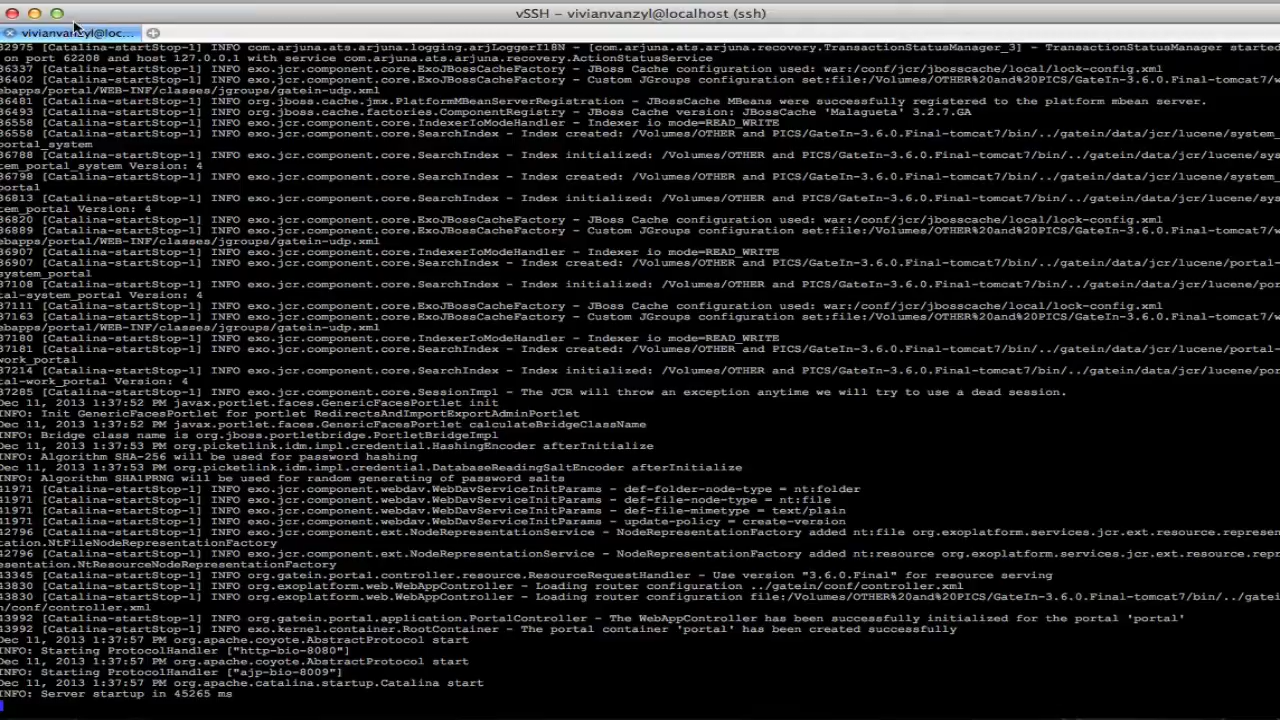 vSSH – vivianvanzyl@localhost (ssh)
vivianvanzyl@loc...
32975 [Catalina-startStop-1] INFO com.arjuna.ats.arjuna.logging.arjLoggerI18N - [com.arjuna.ats.arjuna.recovery.TransactionStatusManager_3] - TransactionStatusManager started
on port 62208 and host 127.0.0.1 with service com.arjuna.ats.arjuna.recovery.ActionStatusService
36337 [Catalina-startStop-1] INFO exo.jcr.component.core.ExoJBossCacheFactory - JBoss Cache configuration used: war:/conf/jcr/jbosscache/local/lock-config.xml
36402 [Catalina-startStop-1] INFO exo.jcr.component.core.ExoJBossCacheFactory - Custom JGroups configuration set:file:/Volumes/OTHER%20and%20PICS/GateIn-3.6.0.Final-tomcat7/w
ebapps/portal/WEB-INF/classes/jgroups/gatein-udp.xml
36481 [Catalina-startStop-1] INFO org.jboss.cache.jmx.PlatformMBeanServerRegistration - JBossCache MBeans were successfully registered to the platform mbean server.
36493 [Catalina-startStop-1] INFO org.jboss.cache.factories.ComponentRegistry - JBoss Cache version: JBossCache 'Malagueta' 3.2.7.GA
36558 [Catalina-startStop-1] INFO exo.jcr.component.core.IndexerIoModeHandler - Indexer io mode=READ_WRITE
36558 [Catalina-startStop-1] INFO exo.jcr.component.core.SearchIndex - Index created: /Volumes/OTHER and PICS/GateIn-3.6.0.Final-tomcat7/bin/../gatein/data/jcr/lucene/system_
portal_system
36788 [Catalina-startStop-1] INFO exo.jcr.component.core.SearchIndex - Index initialized: /Volumes/OTHER and PICS/GateIn-3.6.0.Final-tomcat7/bin/../gatein/data/jcr/lucene/sys
tem_portal_system Version: 4
36798 [Catalina-startStop-1] INFO exo.jcr.component.core.SearchIndex - Index created: /Volumes/OTHER and PICS/GateIn-3.6.0.Final-tomcat7/bin/../gatein/data/jcr/lucene/system_
portal
36813 [Catalina-startStop-1] INFO exo.jcr.component.core.SearchIndex - Index initialized: /Volumes/OTHER and PICS/GateIn-3.6.0.Final-tomcat7/bin/../gatein/data/jcr/lucene/sys
tem_portal Version: 4
36820 [Catalina-startStop-1] INFO exo.jcr.component.core.ExoJBossCacheFactory - JBoss Cache configuration used: war:/conf/jcr/jbosscache/local/lock-config.xml
36889 [Catalina-startStop-1] INFO exo.jcr.component.core.ExoJBossCacheFactory - Custom JGroups configuration set:file:/Volumes/OTHER%20and%20PICS/GateIn-3.6.0.Final-tomcat7/w
ebapps/portal/WEB-INF/classes/jgroups/gatein-udp.xml
36907 [Catalina-startStop-1] INFO exo.jcr.component.core.IndexerIoModeHandler - Indexer io mode=READ_WRITE
36907 [Catalina-startStop-1] INFO exo.jcr.component.core.SearchIndex - Index created: /Volumes/OTHER and PICS/GateIn-3.6.0.Final-tomcat7/bin/../gatein/data/jcr/lucene/portal-
system_portal
37108 [Catalina-startStop-1] INFO exo.jcr.component.core.SearchIndex - Index initialized: /Volumes/OTHER and PICS/GateIn-3.6.0.Final-tomcat7/bin/../gatein/data/jcr/lucene/por
tal-system_portal Version: 4
37111 [Catalina-startStop-1] INFO exo.jcr.component.core.ExoJBossCacheFactory - JBoss Cache configuration used: war:/conf/jcr/jbosscache/local/lock-config.xml
37163 [Catalina-startStop-1] INFO exo.jcr.component.core.ExoJBossCacheFactory - Custom JGroups configuration set:file:/Volumes/OTHER%20and%20PICS/GateIn-3.6.0.Final-tomcat7/w
ebapps/portal/WEB-INF/classes/jgroups/gatein-udp.xml
37180 [Catalina-startStop-1] INFO exo.jcr.component.core.IndexerIoModeHandler - Indexer io mode=READ_WRITE
37181 [Catalina-startStop-1] INFO exo.jcr.component.core.SearchIndex - Index created: /Volumes/OTHER and PICS/GateIn-3.6.0.Final-tomcat7/bin/../gatein/data/jcr/lucene/portal-
work_portal
37214 [Catalina-startStop-1] INFO exo.jcr.component.core.SearchIndex - Index initialized: /Volumes/OTHER and PICS/GateIn-3.6.0.Final-tomcat7/bin/../gatein/data/jcr/lucene/por
tal-work_portal Version: 4
37285 [Catalina-startStop-1] INFO exo.jcr.component.core.SessionImpl - The JCR will throw an exception anytime we will try to use a dead session.
Dec 11, 2013 1:37:52 PM javax.portlet.faces.GenericFacesPortlet init
INFO: Init GenericFacesPortlet for portlet RedirectsAndImportExportAdminPortlet
Dec 11, 2013 1:37:52 PM javax.portlet.faces.GenericFacesPortlet calculateBridgeClassName
INFO: Bridge class name is org.jboss.portletbridge.PortletBridgeImpl
Dec 11, 2013 1:37:53 PM org.picketlink.idm.impl.credential.HashingEncoder afterInitialize
INFO: Algorithm SHA-256 will be used for password hashing
Dec 11, 2013 1:37:53 PM org.picketlink.idm.impl.credential.DatabaseReadingSaltEncoder afterInitialize
INFO: Algorithm SHA1PRNG will be used for random generating of password salts
41971 [Catalina-startStop-1] INFO exo.jcr.component.webdav.WebDavServiceInitParams - def-folder-node-type = nt:folder
41971 [Catalina-startStop-1] INFO exo.jcr.component.webdav.WebDavServiceInitParams - def-file-node-type = nt:file
41971 [Catalina-startStop-1] INFO exo.jcr.component.webdav.WebDavServiceInitParams - def-file-mimetype = text/plain
41971 [Catalina-startStop-1] INFO exo.jcr.component.webdav.WebDavServiceInitParams - update-policy = create-version
42796 [Catalina-startStop-1] INFO exo.jcr.component.ext.NodeRepresentationService - NodeRepresentationFactory added nt:file org.exoplatform.services.jcr.ext.resource.represen
tation.NtFileNodeRepresentationFactory
42796 [Catalina-startStop-1] INFO exo.jcr.component.ext.NodeRepresentationService - NodeRepresentationFactory added nt:resource org.exoplatform.services.jcr.ext.resource.repr
esentation.NtResourceNodeRepresentationFactory
43345 [Catalina-startStop-1] INFO org.gatein.portal.controller.resource.ResourceRequestHandler - Use version "3.6.0.Final" for resource serving
43830 [Catalina-startStop-1] INFO org.exoplatform.web.WebAppController - Loading router configuration ../gatein/conf/controller.xml
43830 [Catalina-startStop-1] INFO org.exoplatform.web.WebAppController - Loading router configuration file:/Volumes/OTHER%20and%20PICS/GateIn-3.6.0.Final-tomcat7/bin/../gatei
n/conf/controller.xml
43992 [Catalina-startStop-1] INFO org.gatein.portal.application.PortalController - The WebAppController has been successfully initialized for the portal 'portal'
43992 [Catalina-startStop-1] INFO exo.kernel.container.RootContainer - The portal container 'portal' has been created successfully
Dec 11, 2013 1:37:57 PM org.apache.coyote.AbstractProtocol start
INFO: Starting ProtocolHandler ["http-bio-8080"]
Dec 11, 2013 1:37:57 PM org.apache.coyote.AbstractProtocol start
INFO: Starting ProtocolHandler ["ajp-bio-8009"]
Dec 11, 2013 1:37:57 PM org.apache.catalina.startup.Catalina start
INFO: Server startup in 45265 ms